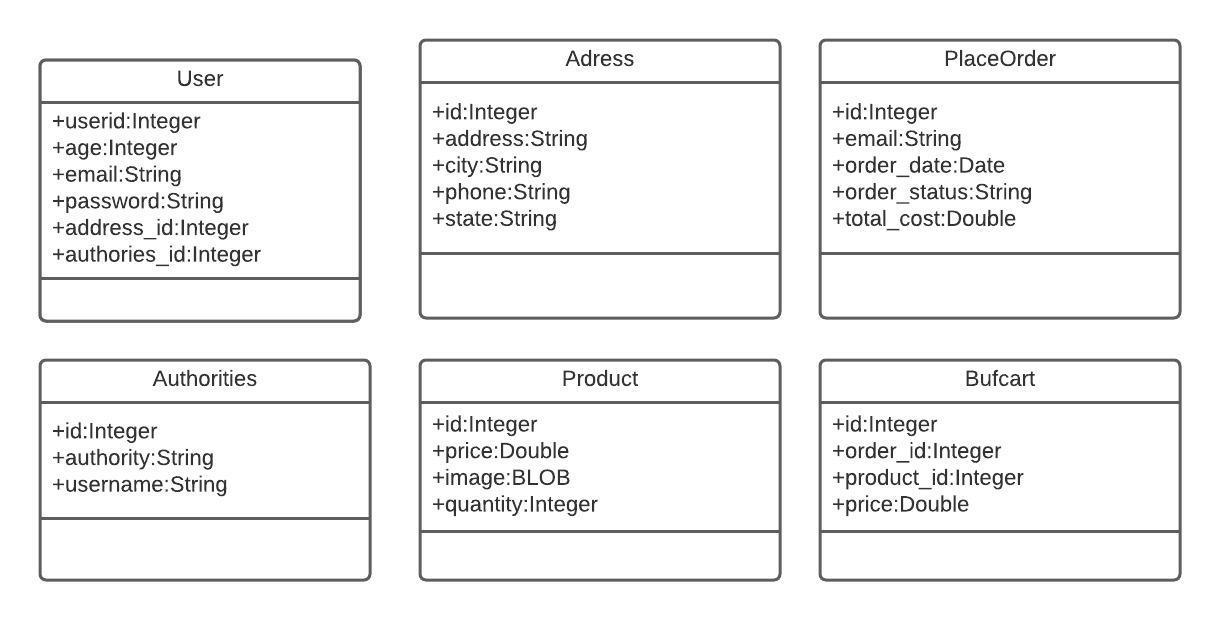 User
+userid:Integer
+age:Integer
+email:String
+password:String
+address_id:Integer
+authories_id:Integer
Adress
+id:Integer
+address:String
+city:String
+phone:String
+state:String
PlaceOrder
+id:Integer
+email:String
+order_date:Date
+order_status:String
+total_cost:Double
Authorities
+id:Integer
+authority:String
+username:String
Product
+id:Integer
+price:Double
+image:BLOB
+quantity:Integer
Bufcart
+id:Integer
+order_id:Integer
+product_id:Integer
+price:Double